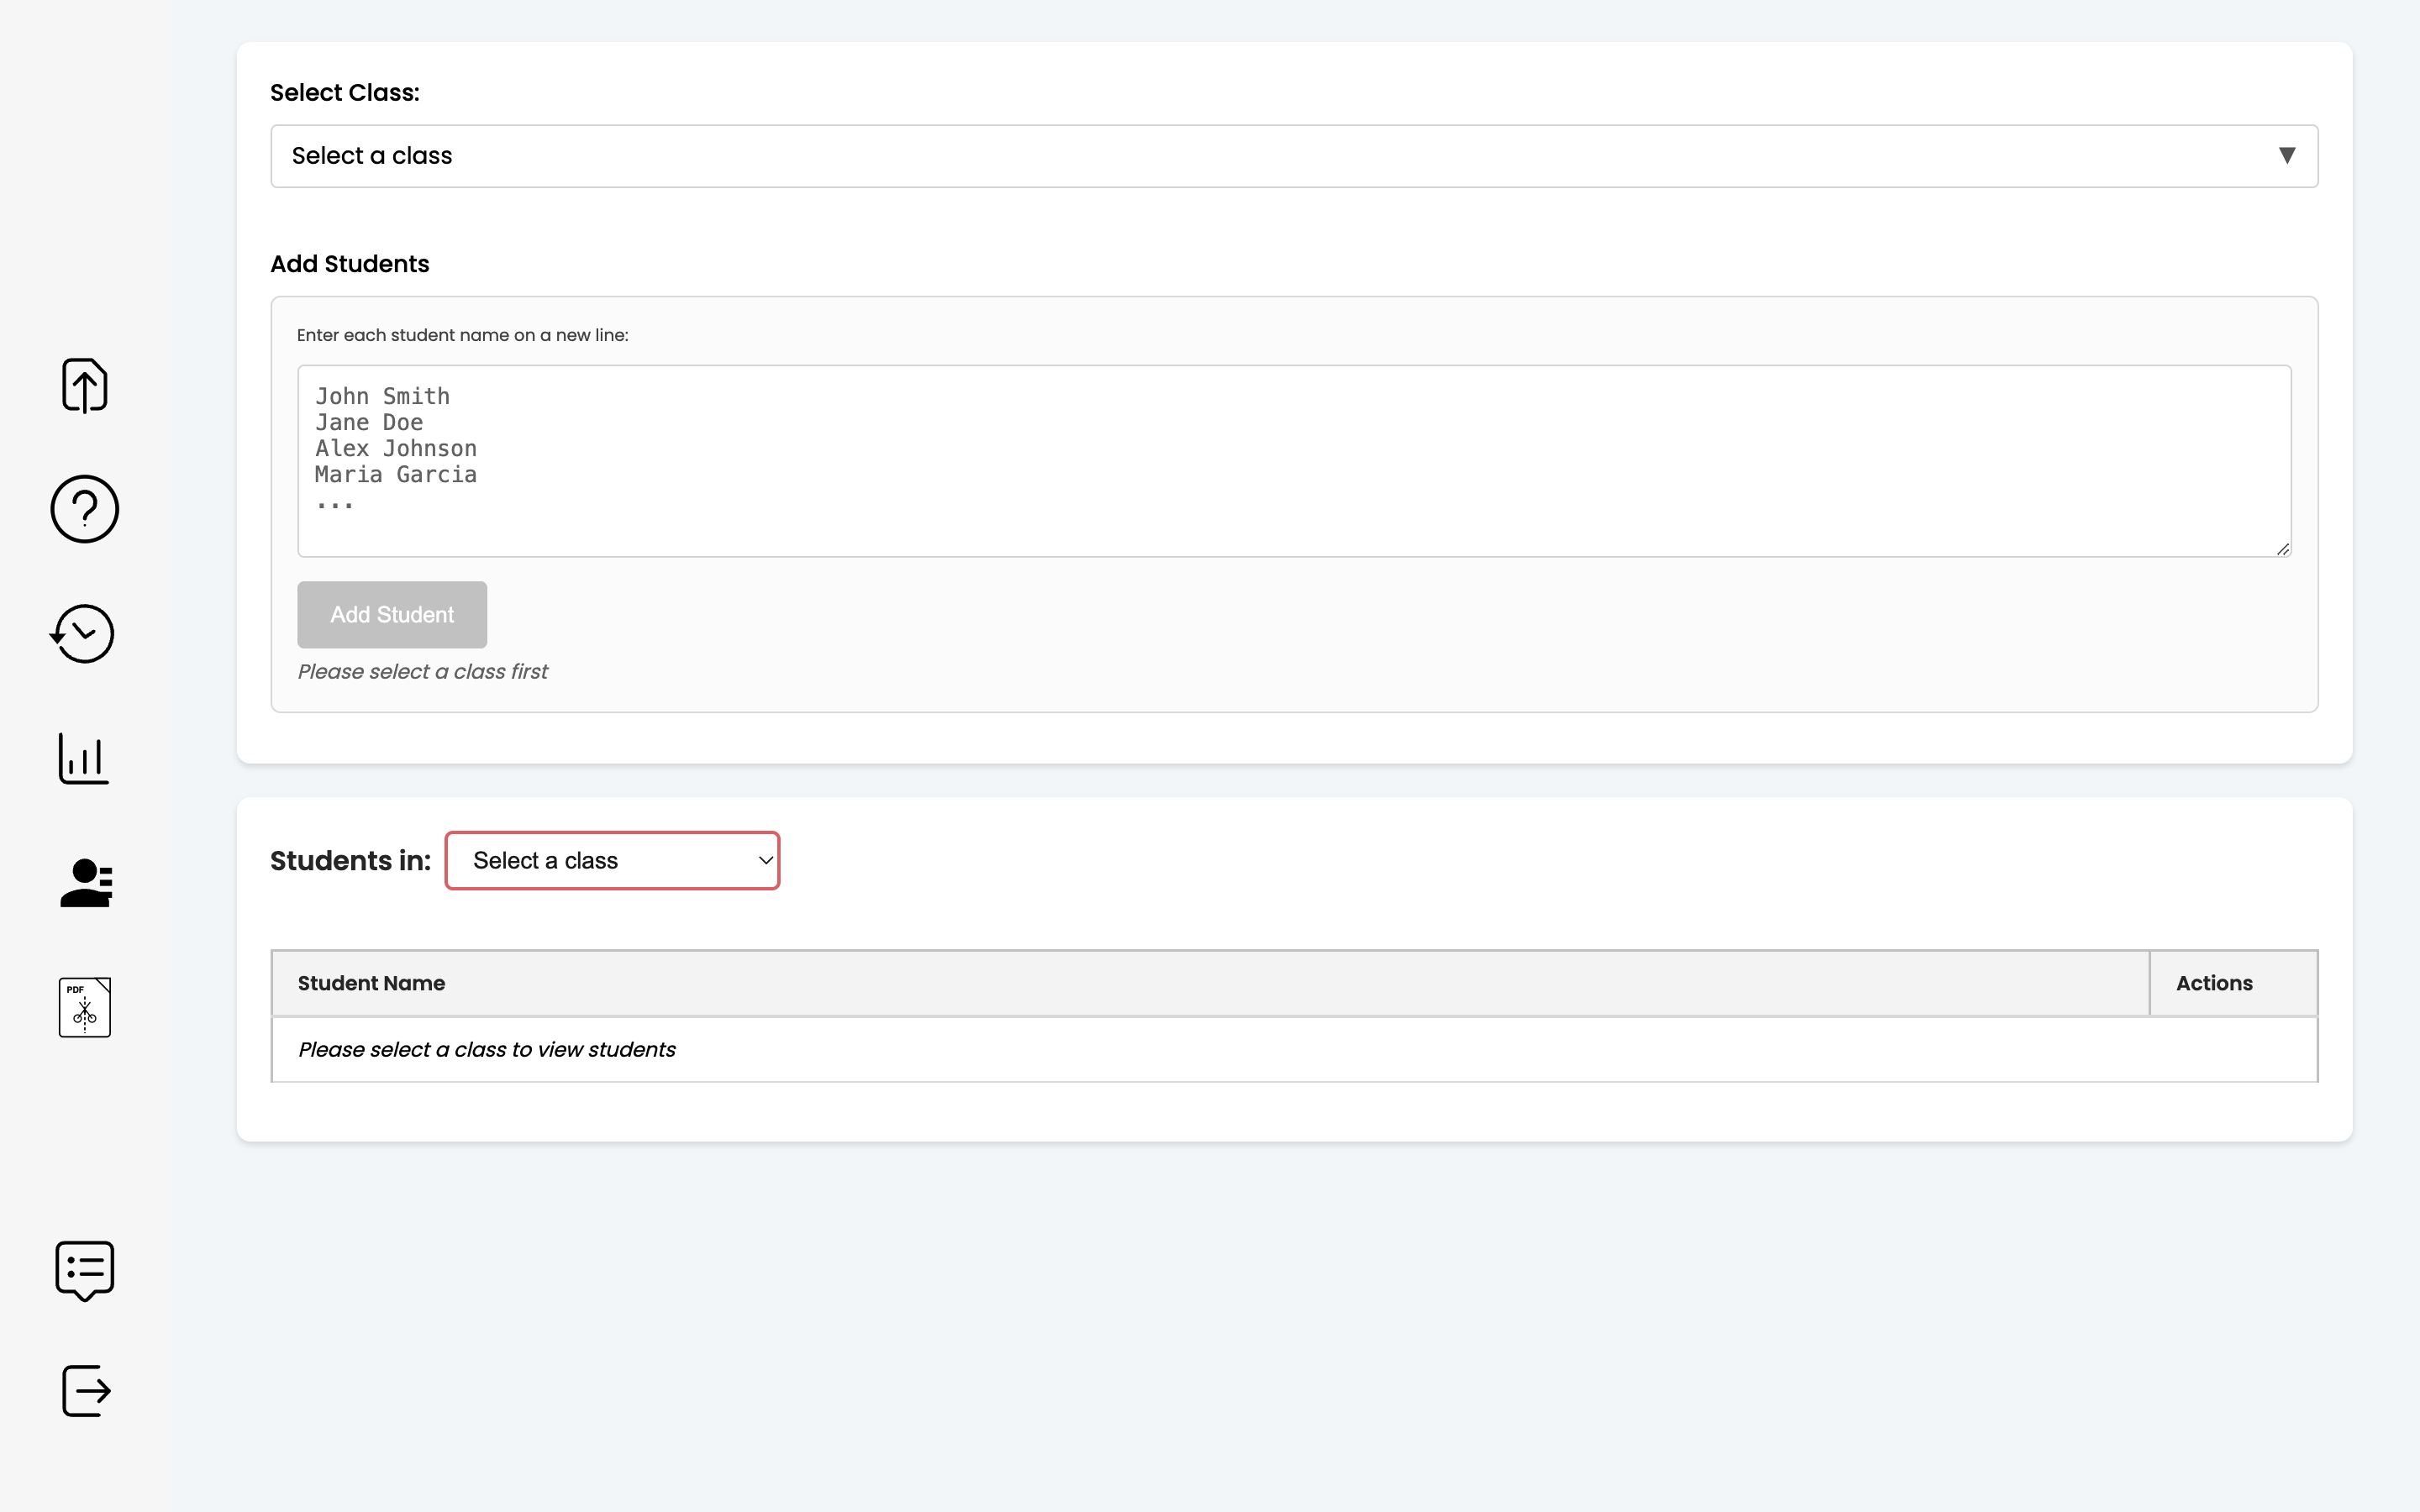 Select Class:
Select a class
Add Students
Enter each student name on a new line:
John Smith
Jane Doe
Alex Johnson
Maria Garcia
...
Add Student
Please select a class first
PDF
Students in:
Select a class
Student Name
Actions
Please select a class to view students